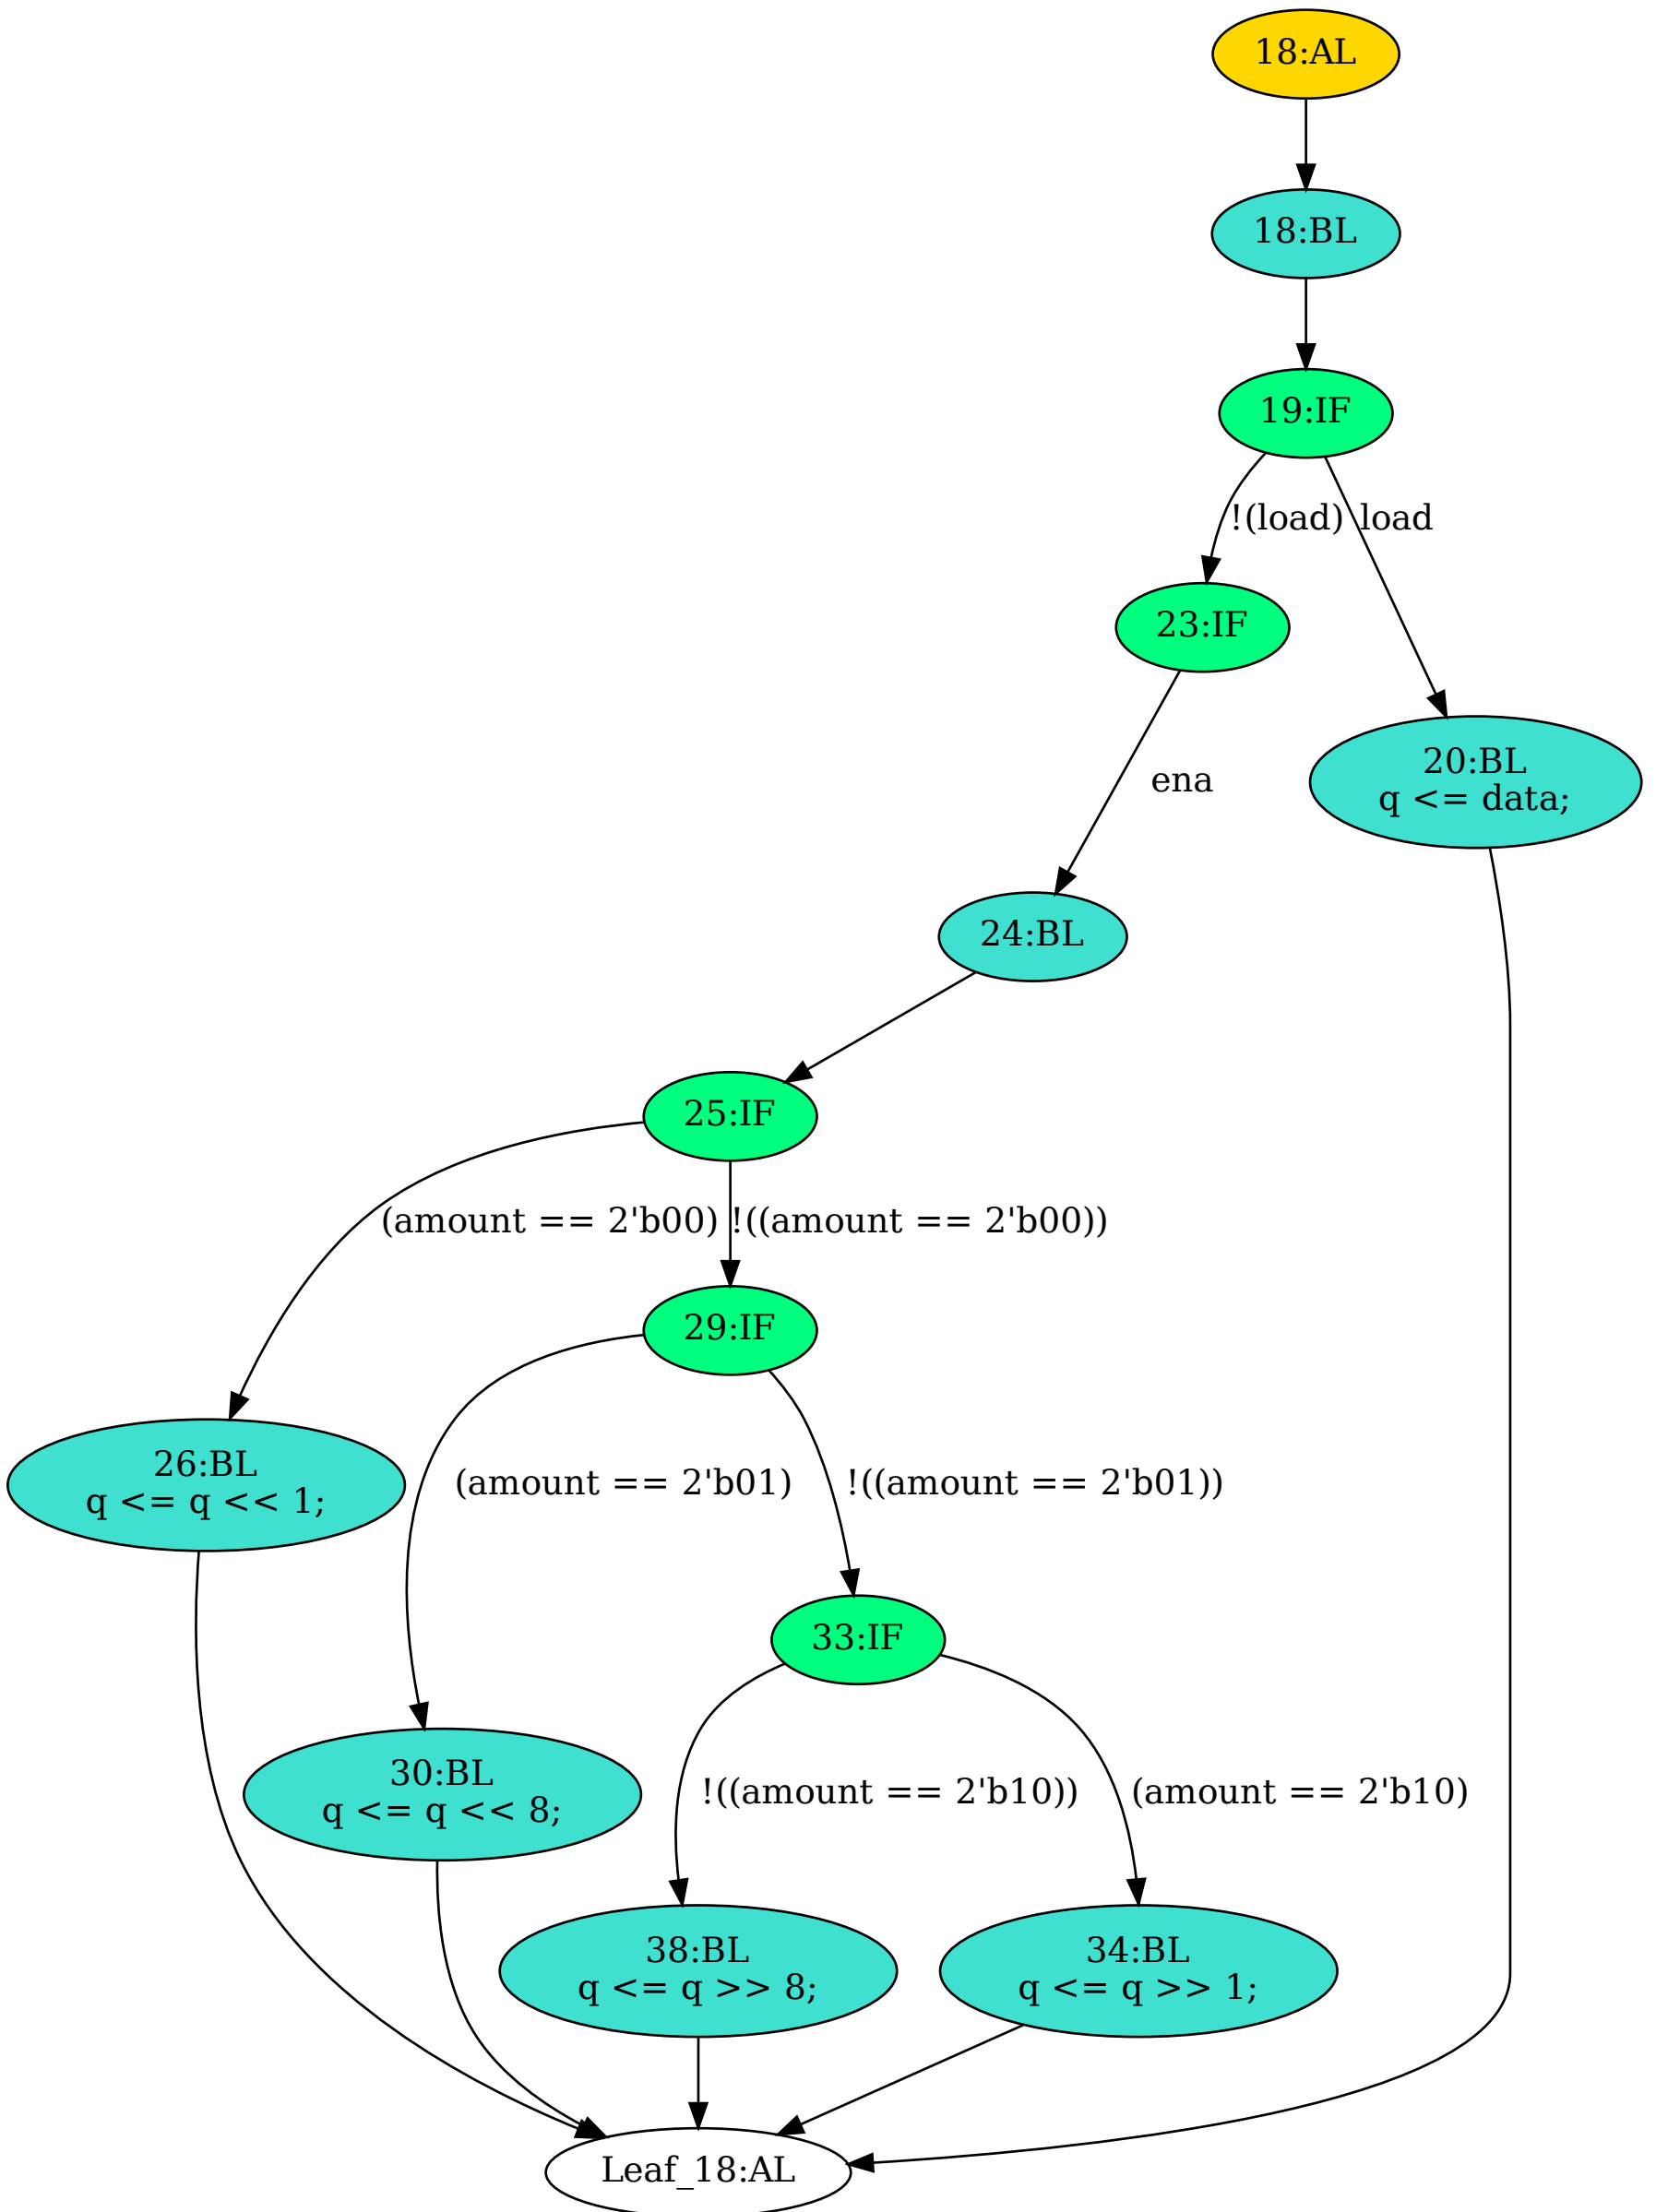 18:AL
18:BL
19:IF
!(load)
load
23:IF
20:BL
q <= data;
ena
24:BL
25:IF
(amount == 2'b00)
!((amount == 2'b00))
29:IF
26:BL
q <= q << 1;
(amount == 2'b01)
!((amount == 2'b01))
33:IF
30:BL
q <= q << 8;
!((amount == 2'b10))
(amount == 2'b10)
38:BL
q <= q >> 8;
34:BL
q <= q >> 1;
Leaf_18:AL